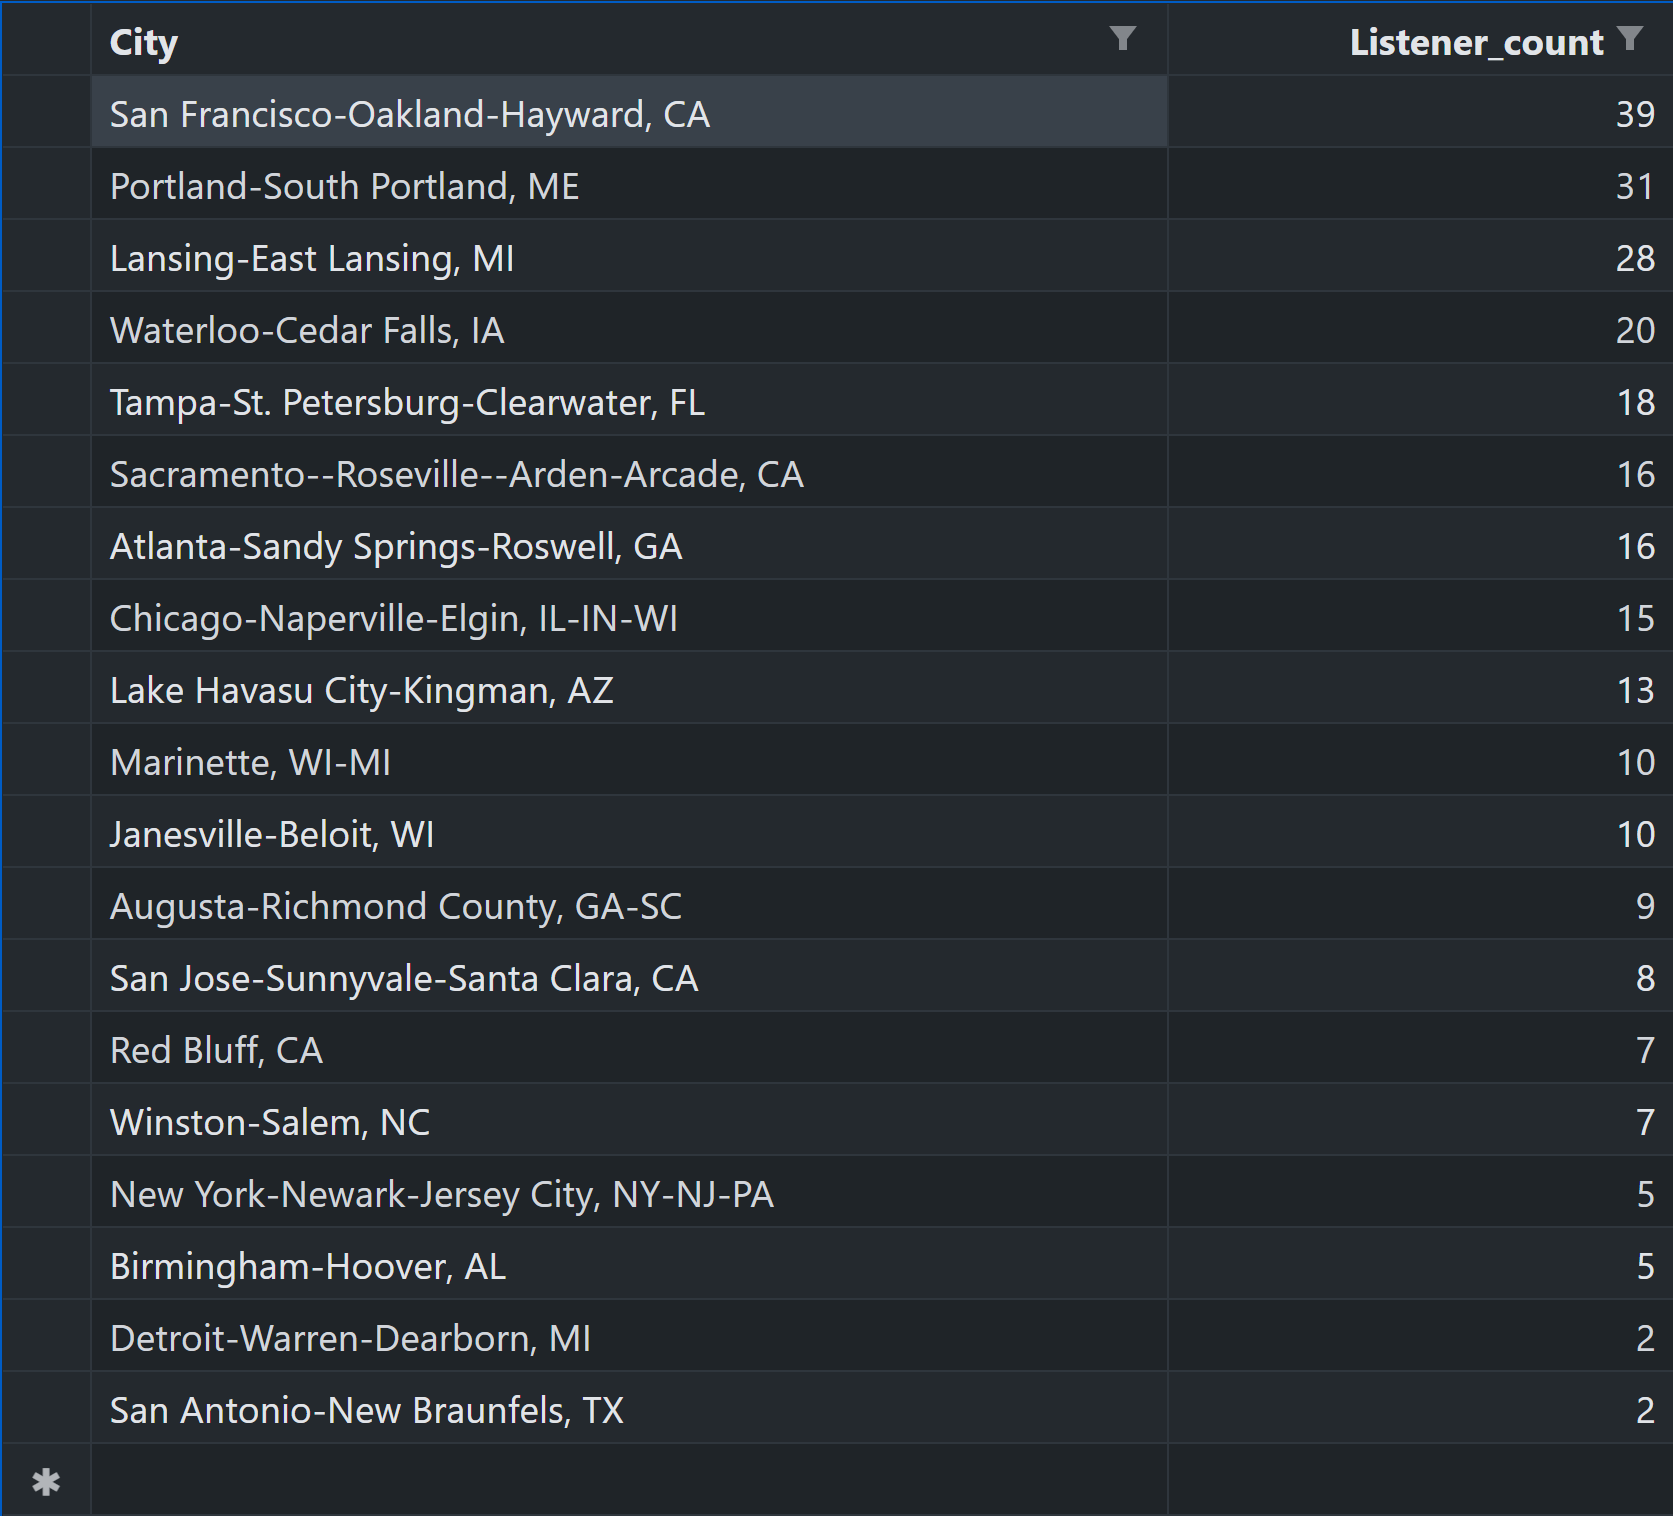 City Listener_count
San Francisco-Oakland-Hayward, CA 39
Portland-South Portland, ME 31
Lansing-East Lansing, MI 28
Waterloo-Cedar Falls, IA 20
Tampa-St. Petersburg-Clearwater, FL 18
Sacramento--Roseville--Arden-Arcade, CA 16
Atlanta-Sandy Springs-Roswell, GA 16
Chicago-Naperville-Elgin, IL-IN-WI 15
Lake Havasu City-Kingman, AZ 13
Marinette, WI-MI 10
Janesville-Beloit, WI 10
Augusta-Richmond County, GA-SC 9
San Jose-Sunnyvale-Santa Clara, CA 8
Red Bluff, CA 7
Winston-Salem, NC 7
New York-Newark-Jersey City, NY-NJ-PA 5
Birmingham-Hoover, AL 5
Detroit-Warren-Dearborn, MI 2
San Antonio-New Braunfels, TX 2
✱